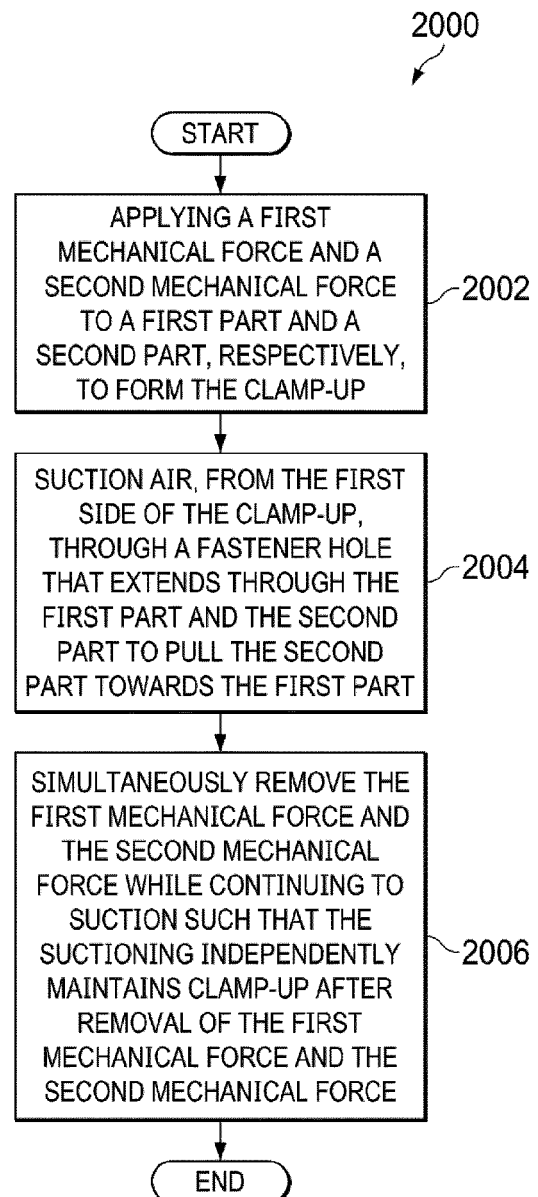 2000
START
APPLYING A FIRST
MECHANICAL FORCE AND A
SECOND MECHANICAL FORCE
TO A FIRST PART AND A
SECOND PART, RESPECTIVELY,
TO FORM THE CLAMP-UP
2002
SUCTION AIR, FROM THE FIRST
SIDE OF THE CLAMP-UP,
THROUGH A FASTENER HOLE
THAT EXTENDS THROUGH THE
FIRST PART AND THE SECOND
PART TO PULL THE SECOND
PART TOWARDS THE FIRST PART
2004
SIMULTANEOUSLY REMOVE THE
FIRST MECHANICAL FORCE AND
THE SECOND MECHANICAL
FORCE WHILE CONTINUING TO
SUCTION SUCH THAT THE
SUCTIONING INDEPENDENTLY
MAINTAINS CLAMP-UP AFTER
REMOVAL OF THE FIRST
MECHANICAL FORCE AND THE
SECOND MECHANICAL FORCE
2006
END